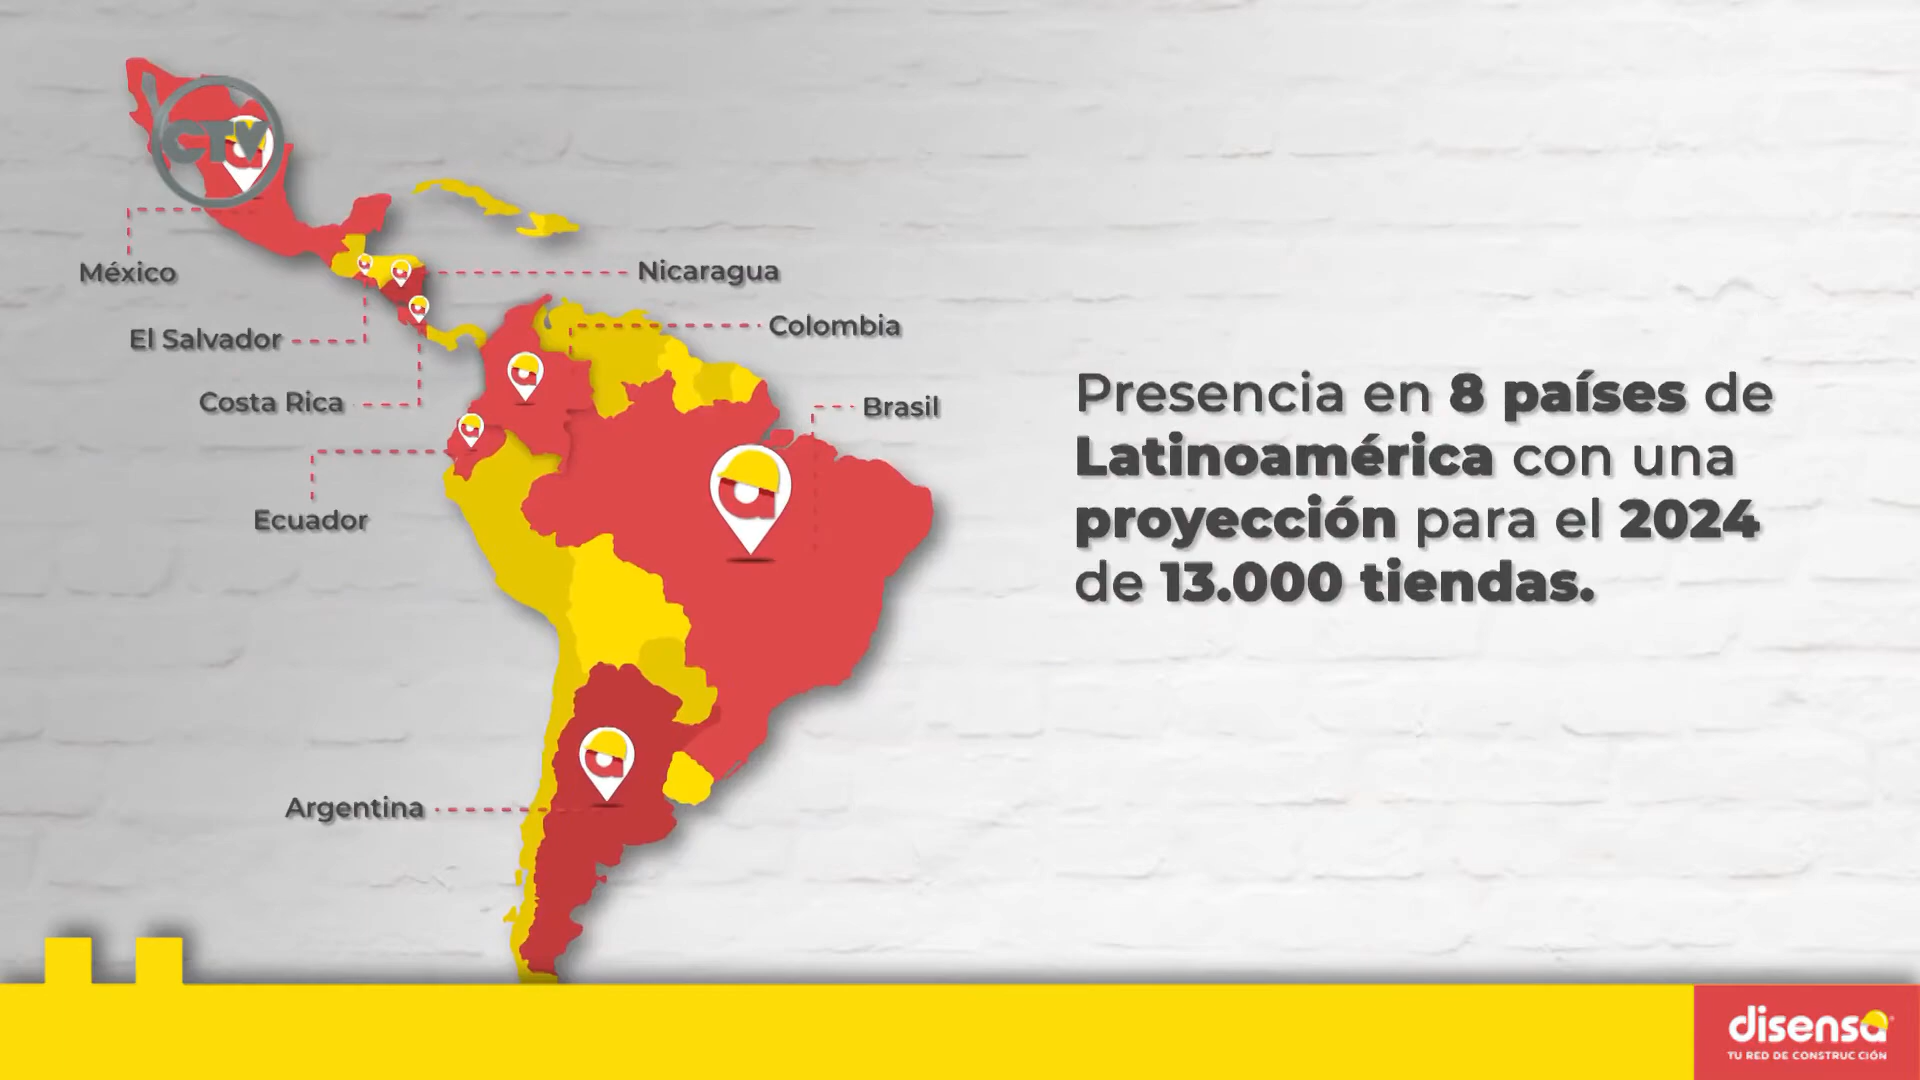 CTV
México
Nicaragua
El Salvador
Colombia
Costa Rica
Brasil
Ecuador
Argentina
Presencia en 8 países de
Latinoamérica con una
proyección para el 2024
de 13.000 tiendas.
disensa
TU RED DE CONSTRUCCIÓN